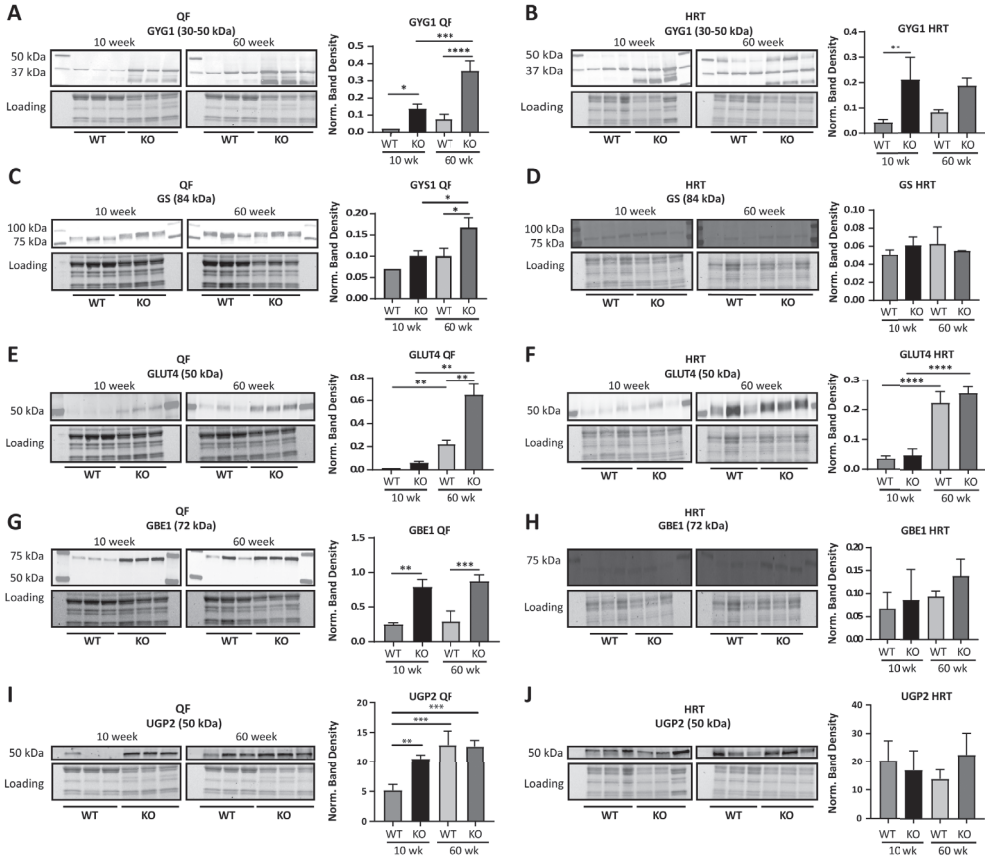 A
QF
GYG1 (30-50 kDa)
10 week 60 week
50 kDa
37 kDa
Loading
WT KO WT KO
GYG1 QF
Norm. Band Density
0.5
0.4
0.3
0.2
0.1
0.0
* *** ****
WT KO WT KO
10 wk 60 wk
B
HRT
GYG1 (30-50 kDa)
10 week 60 week
50 kDa
37 kDa
Loading
WT KO WT KO
GYG1 HRT
Norm. Band Density
0.4
0.3
0.2
0.1
0.0
WT KO WT KO
10 wk 60 wk
C
QF
GS (84 kDa)
10 week 60 week
100 kDa
75 kDa
Loading
WT KO WT KO
GYS1 QF
Norm. Band Density
0.20
0.15
0.10
0.05
0.00
* *
WT KO WT KO
10 wk 60 wk
D
HRT
GS (84 kDa)
10 week 60 week
100 kDa
75 kDa
Loading
WT KO WT KO
GS HRT
Norm. Band Density
0.10
0.08
0.06
0.04
0.02
0.00
WT KO WT KO
10 wk 60 wk
E
QF
GLUT4 (50 kDa)
10 week 60 week
50 kDa
Loading
WT KO WT KO
GLUT4 QF
Norm. Band Density
0.8
0.6
0.4
0.2
0.0
** ** **
WT KO WT KO
10 wk 60 wk
F
HRT
GLUT4 (50 kDa)
10 week 60 week
50 kDa
Loading
WT KO WT KO
GLUT4 HRT
Norm. Band Density
0.3
0.2
0.1
0.0
**** ****
WT KO WT KO
10 wk 60 wk
G
QF
GBE1 (72 kDa)
10 week 60 week
75 kDa
50 kDa
Loading
WT KO WT KO
GBE1 QF
Norm. Band Density
1.5
1.0
0.5
0.0
** ***
WT KO WT KO
10 wk 60 wk
H
HRT
GBE1 (72 kDa)
10 week 60 week
75 kDa
Loading
WT KO WT KO
GBE1 HRT
Norm. Band Density
0.20
0.15
0.10
0.05
0.00
WT KO WT KO
10 wk 60 wk
I
QF
UGP2 (50 kDa)
10 week 60 week
50 kDa
Loading
WT KO WT KO
UGP2 QF
Norm. Band Density
20
15
10
5
0
** *** ***
WT KO WT KO
10 wk 60 wk
J
HRT
UGP2 (50 kDa)
10 week 60 week
50 kDa
Loading
WT KO WT KO
UGP2 HRT
Norm. Band Density
40
30
20
10
0
WT KO WT KO
10 wk 60 wk